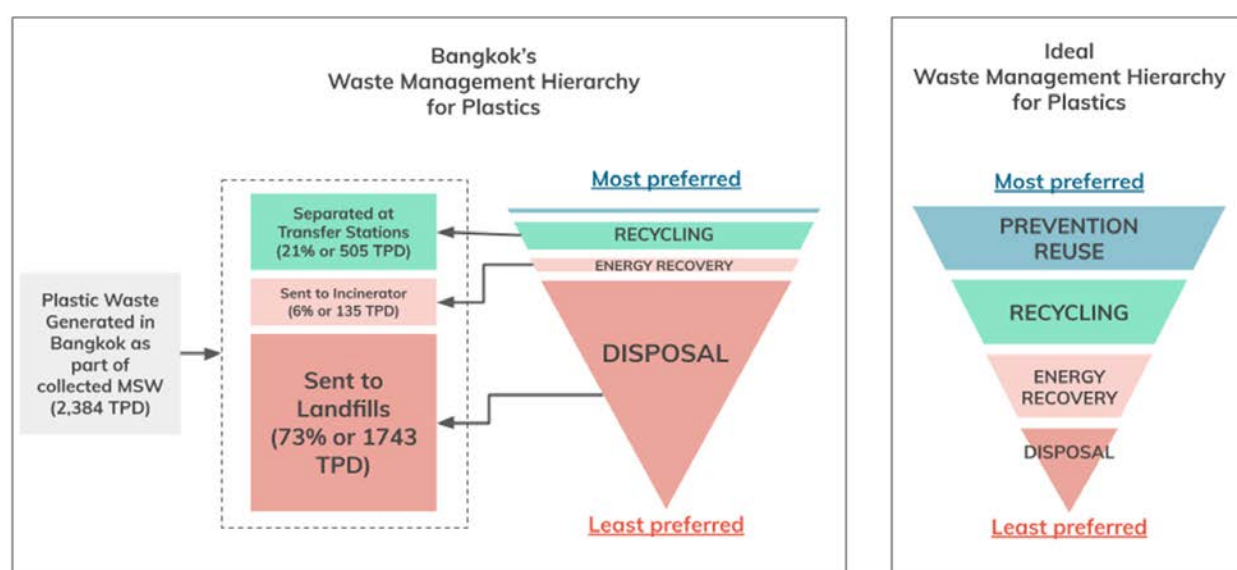 Bangkok's
Waste Management Hierarchy
for Plastics
Plastic Waste
Generated in
Bangkok as
part of
collected MSW
(2,384 TPD)
Separated at
Transfer Stations
(21% or 505 TPD)
Sent to Incinerator
(6% or 135 TPD)
Sent to
Landfills
(73% or 1743
TPD)
Most preferred
RECYCLING
ENERGY RECOVERY
DISPOSAL
Least preferred
Ideal
Waste Management Hierarchy
for Plastics
Most preferred
PREVENTION
REUSE
RECYCLING
ENERGY
RECOVERY
DISPOSAL
Least preferred